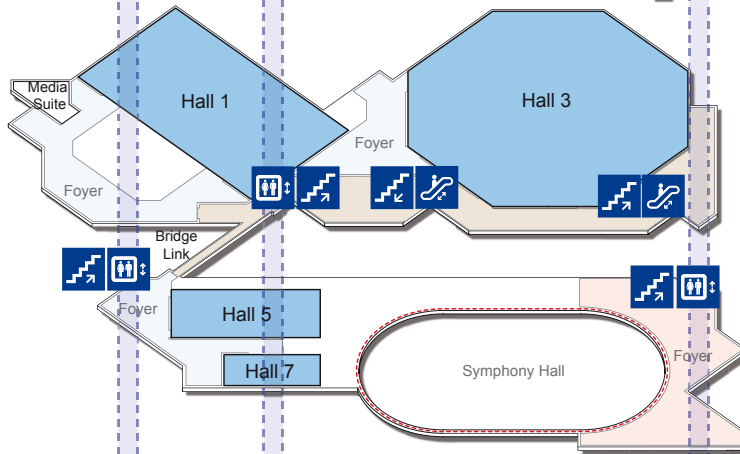 Media
Suite
Hall 1
Hall 3
Foyer
Foyer
Bridge
Link
Foyer
Hall 5
Hall 7
Symphony Hall
Foyer